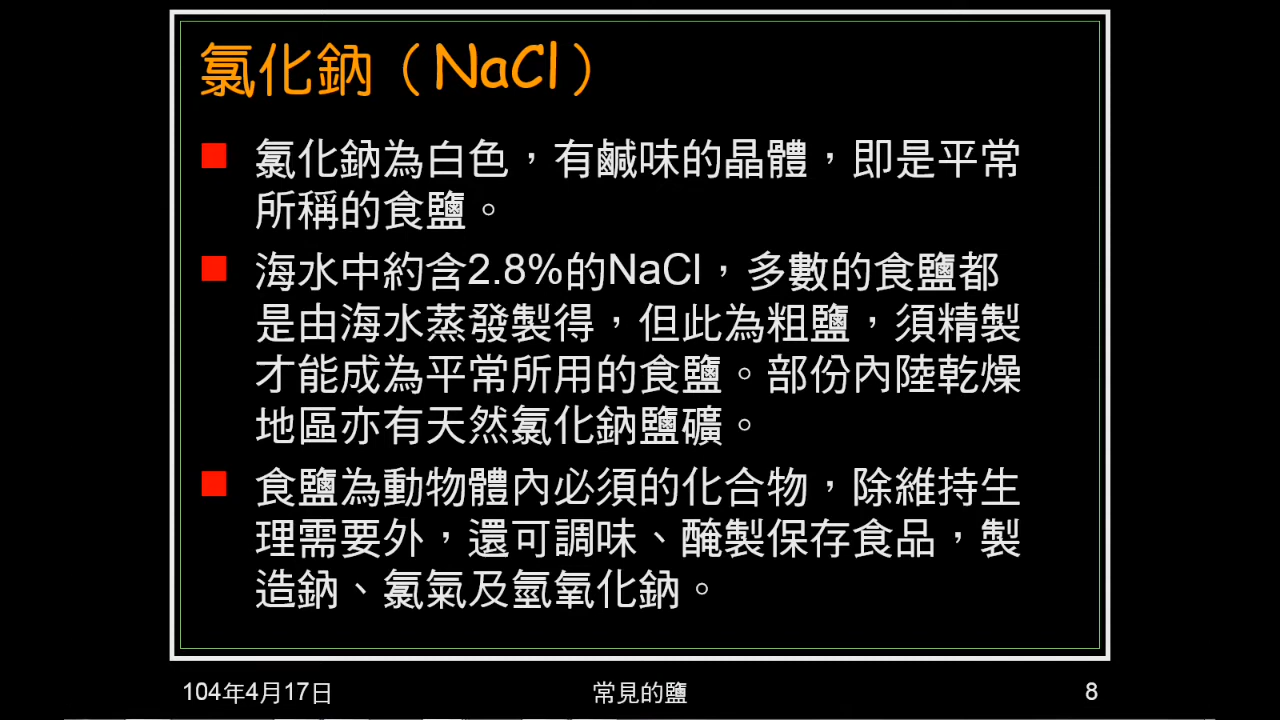 氯化鈉（NaCl）
氯化鈉為白色，有鹹味的晶體，即是平常
所稱的食鹽。
海水中約含2.8%的NaCl，多數的食鹽都
是由海水蒸發製得，但此為粗鹽，須精製
才能成為平常所用的食鹽。部份內陸乾燥
地區亦有天然氯化鈉鹽礦。
食鹽為動物體內必須的化合物，除維持生
理需要外，還可調味、醃製保存食品，製
造鈉、氯氣及氫氧化鈉。
104年4月17日
常見的鹽
8